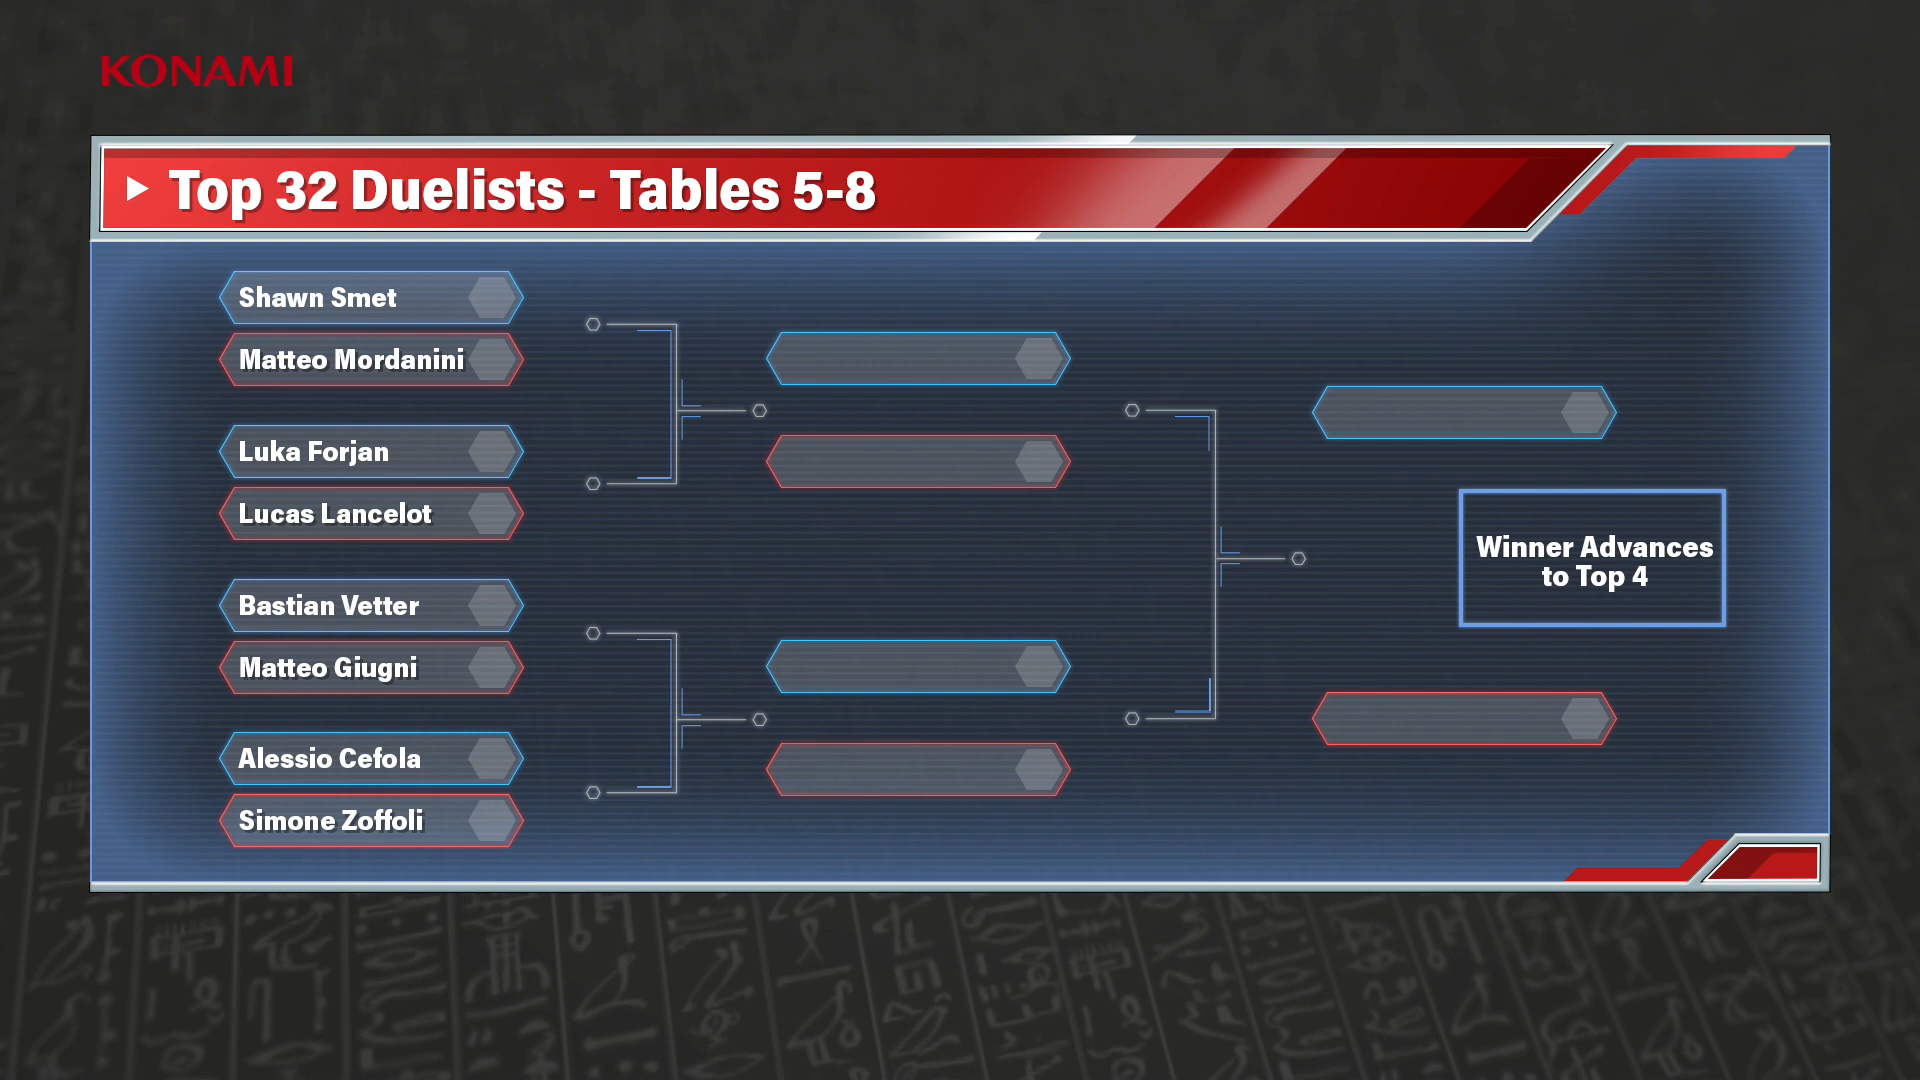 KONAMI
Top 32 Duelists - Tables 5-8
Shawn Smet
Matteo Mordanini
Luka Forjan
Lucas Lancelot
Bastian Vetter
Matteo Giugni
Alessio Cefola
Simone Zoffoli
Winner Advances
to Top 4